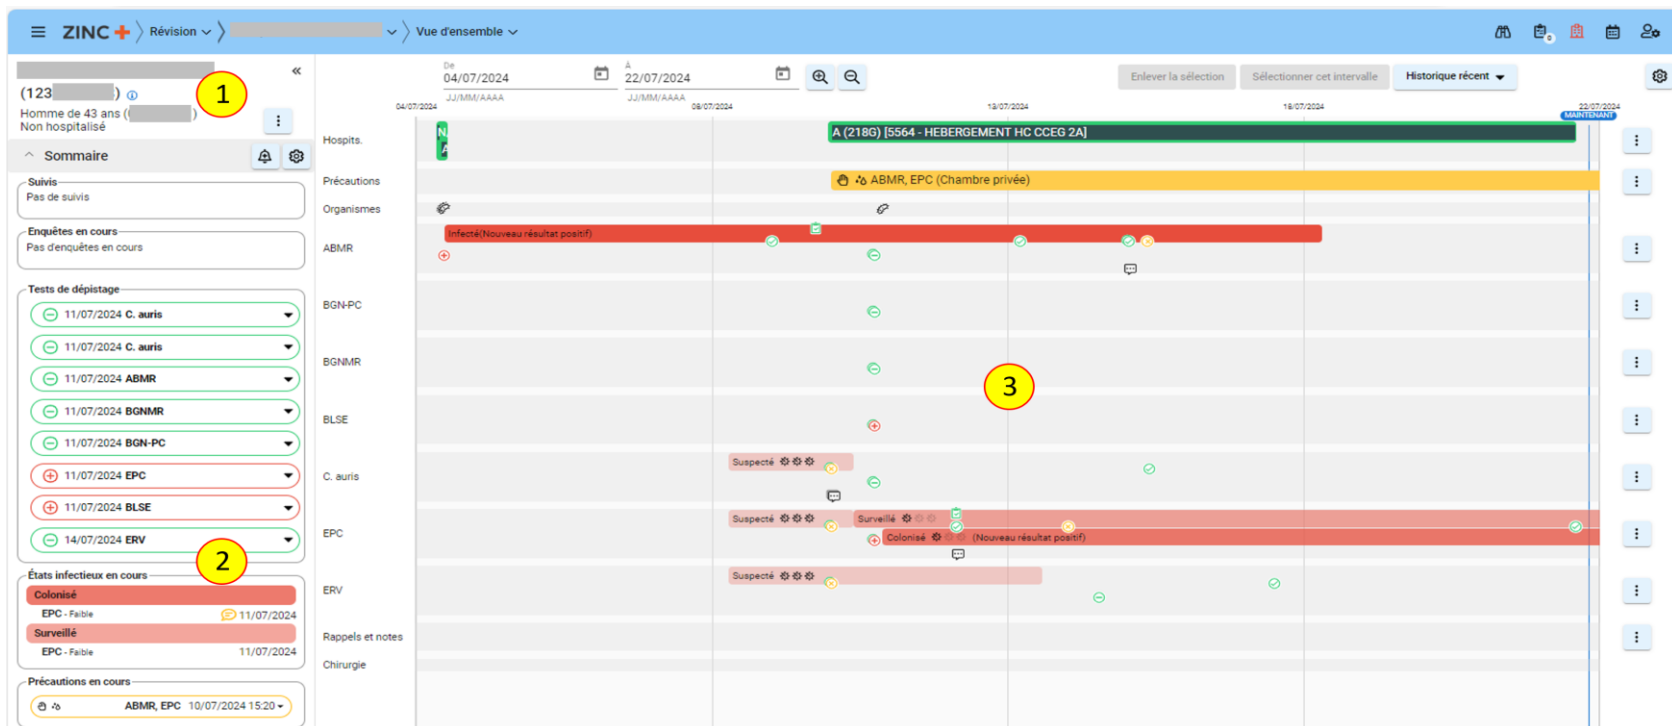 ZINC+ Révision Vue d'ensemble
0
(123 )
1
Homme de 43 ans ( )
Non hospitalisé
Sommaire
Suivis
Pas de suivis
Enquêtes en cours
Pas d'enquêtes en cours
Tests de dépistage
11/07/2024 C. auris
11/07/2024 C. auris
11/07/2024 ABMR
11/07/2024 BGNMR
11/07/2024 BGN-PC
11/07/2024 EPC
11/07/2024 BLSE
14/07/2024 ERV
2
États infectieux en cours
Colonisé
EPC - Faible 11/07/2024
Surveillé
EPC - Faible 11/07/2024
Précautions en cours
ABMR, EPC 10/07/2024 15:20
De
04/07/2024
JJ/MM/AAAA
À
22/07/2024
JJ/MM/AAAA
Enlever la sélection Sélectionner cet intervalle Historique récent
04/07/2024 13/07/2024 18/07/2024 22/07/2024
MAINTENANT
Hospits. N A A (218G) [5564 - HEBERGEMENT HC CCEG 2A]
Précautions ABMR, EPC (Chambre privée)
Organismes
ABMR Infecté(Nouveau résultat positif)
BGN-PC
BGNMR
3
BLSE
C. auris Suspecté
EPC Suspecté Surveillé
Colonisé (Nouveau résultat positif)
ERV Suspecté
Rappels et notes
Chirurgie